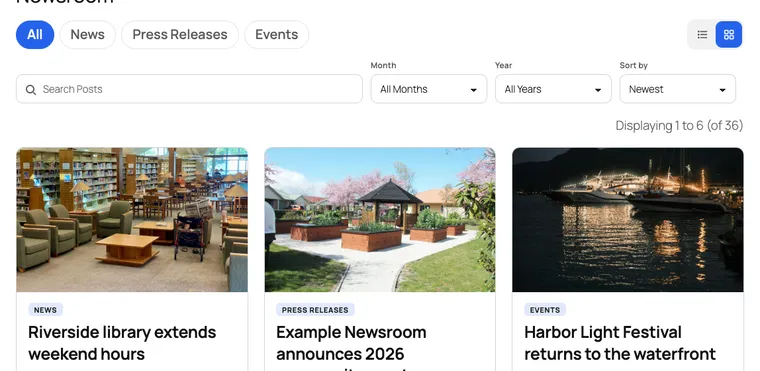 Newsroom
All
News
Press Releases
Events
Month
Year
Sort by
Search Posts
All Months
All Years
Newest
Displaying 1 to 6 (of 36)
NEWS
PRESS RELEASES
EVENTS
Riverside library extends
weekend hours
Example Newsroom
announces 2026
Harbor Light Festival
returns to the waterfront